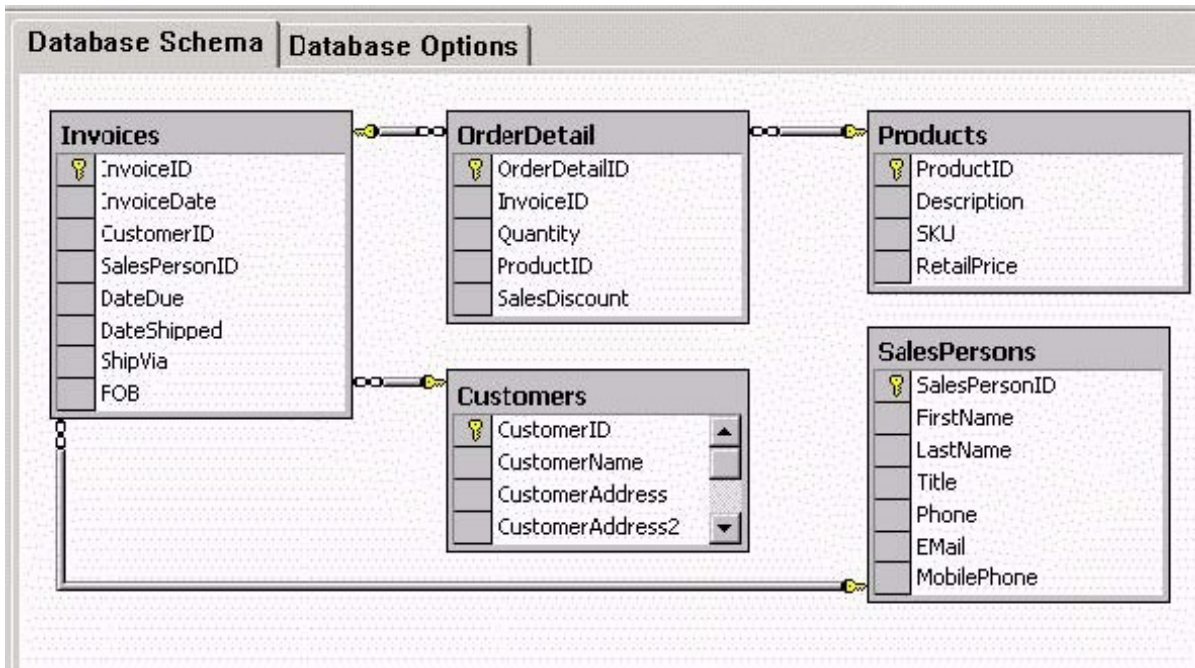 Database Schema
Database Options
Invoices
InvoiceID
InvoiceDate
CustomerID
SalesPersonID
DateDue
DateShipped
ShipVia
FOB
OrderDetail
OrderDetailID
InvoiceID
Quantity
ProductID
SalesDiscount
Products
ProductID
Description
SKU
RetailPrice
Customers
CustomerID
CustomerName
CustomerAddress
CustomerAddress2
SalesPersons
SalesPersonID
FirstName
LastName
Title
Phone
EMail
MobilePhone